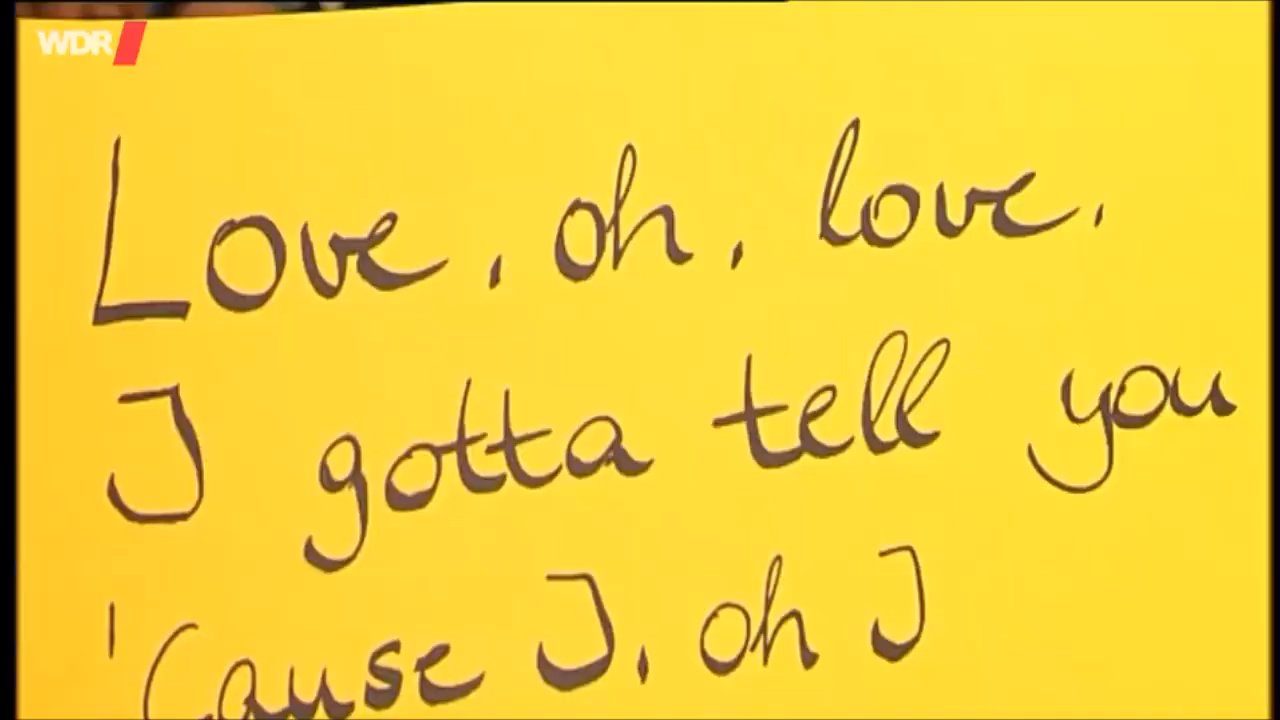 WDR
Love, oh, love,
I gotta tell you
'Cause I, oh I